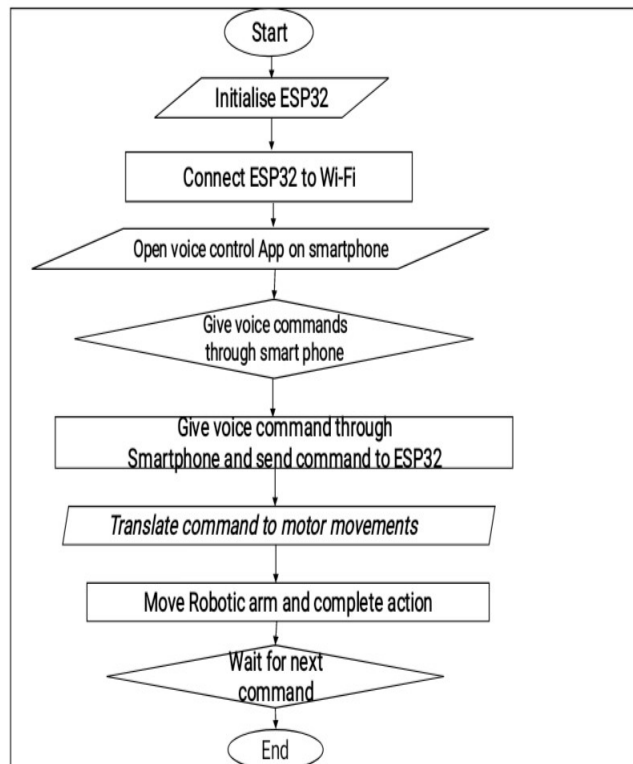 Start
Initialise ESP32
Connect ESP32 to Wi-Fi
Open voice control App on smartphone
Give voice commands
through smart phone
Give voice command through
Smartphone and send command to ESP32
Translate command to motor movements
Move Robotic arm and complete action
Wait for next
command
End